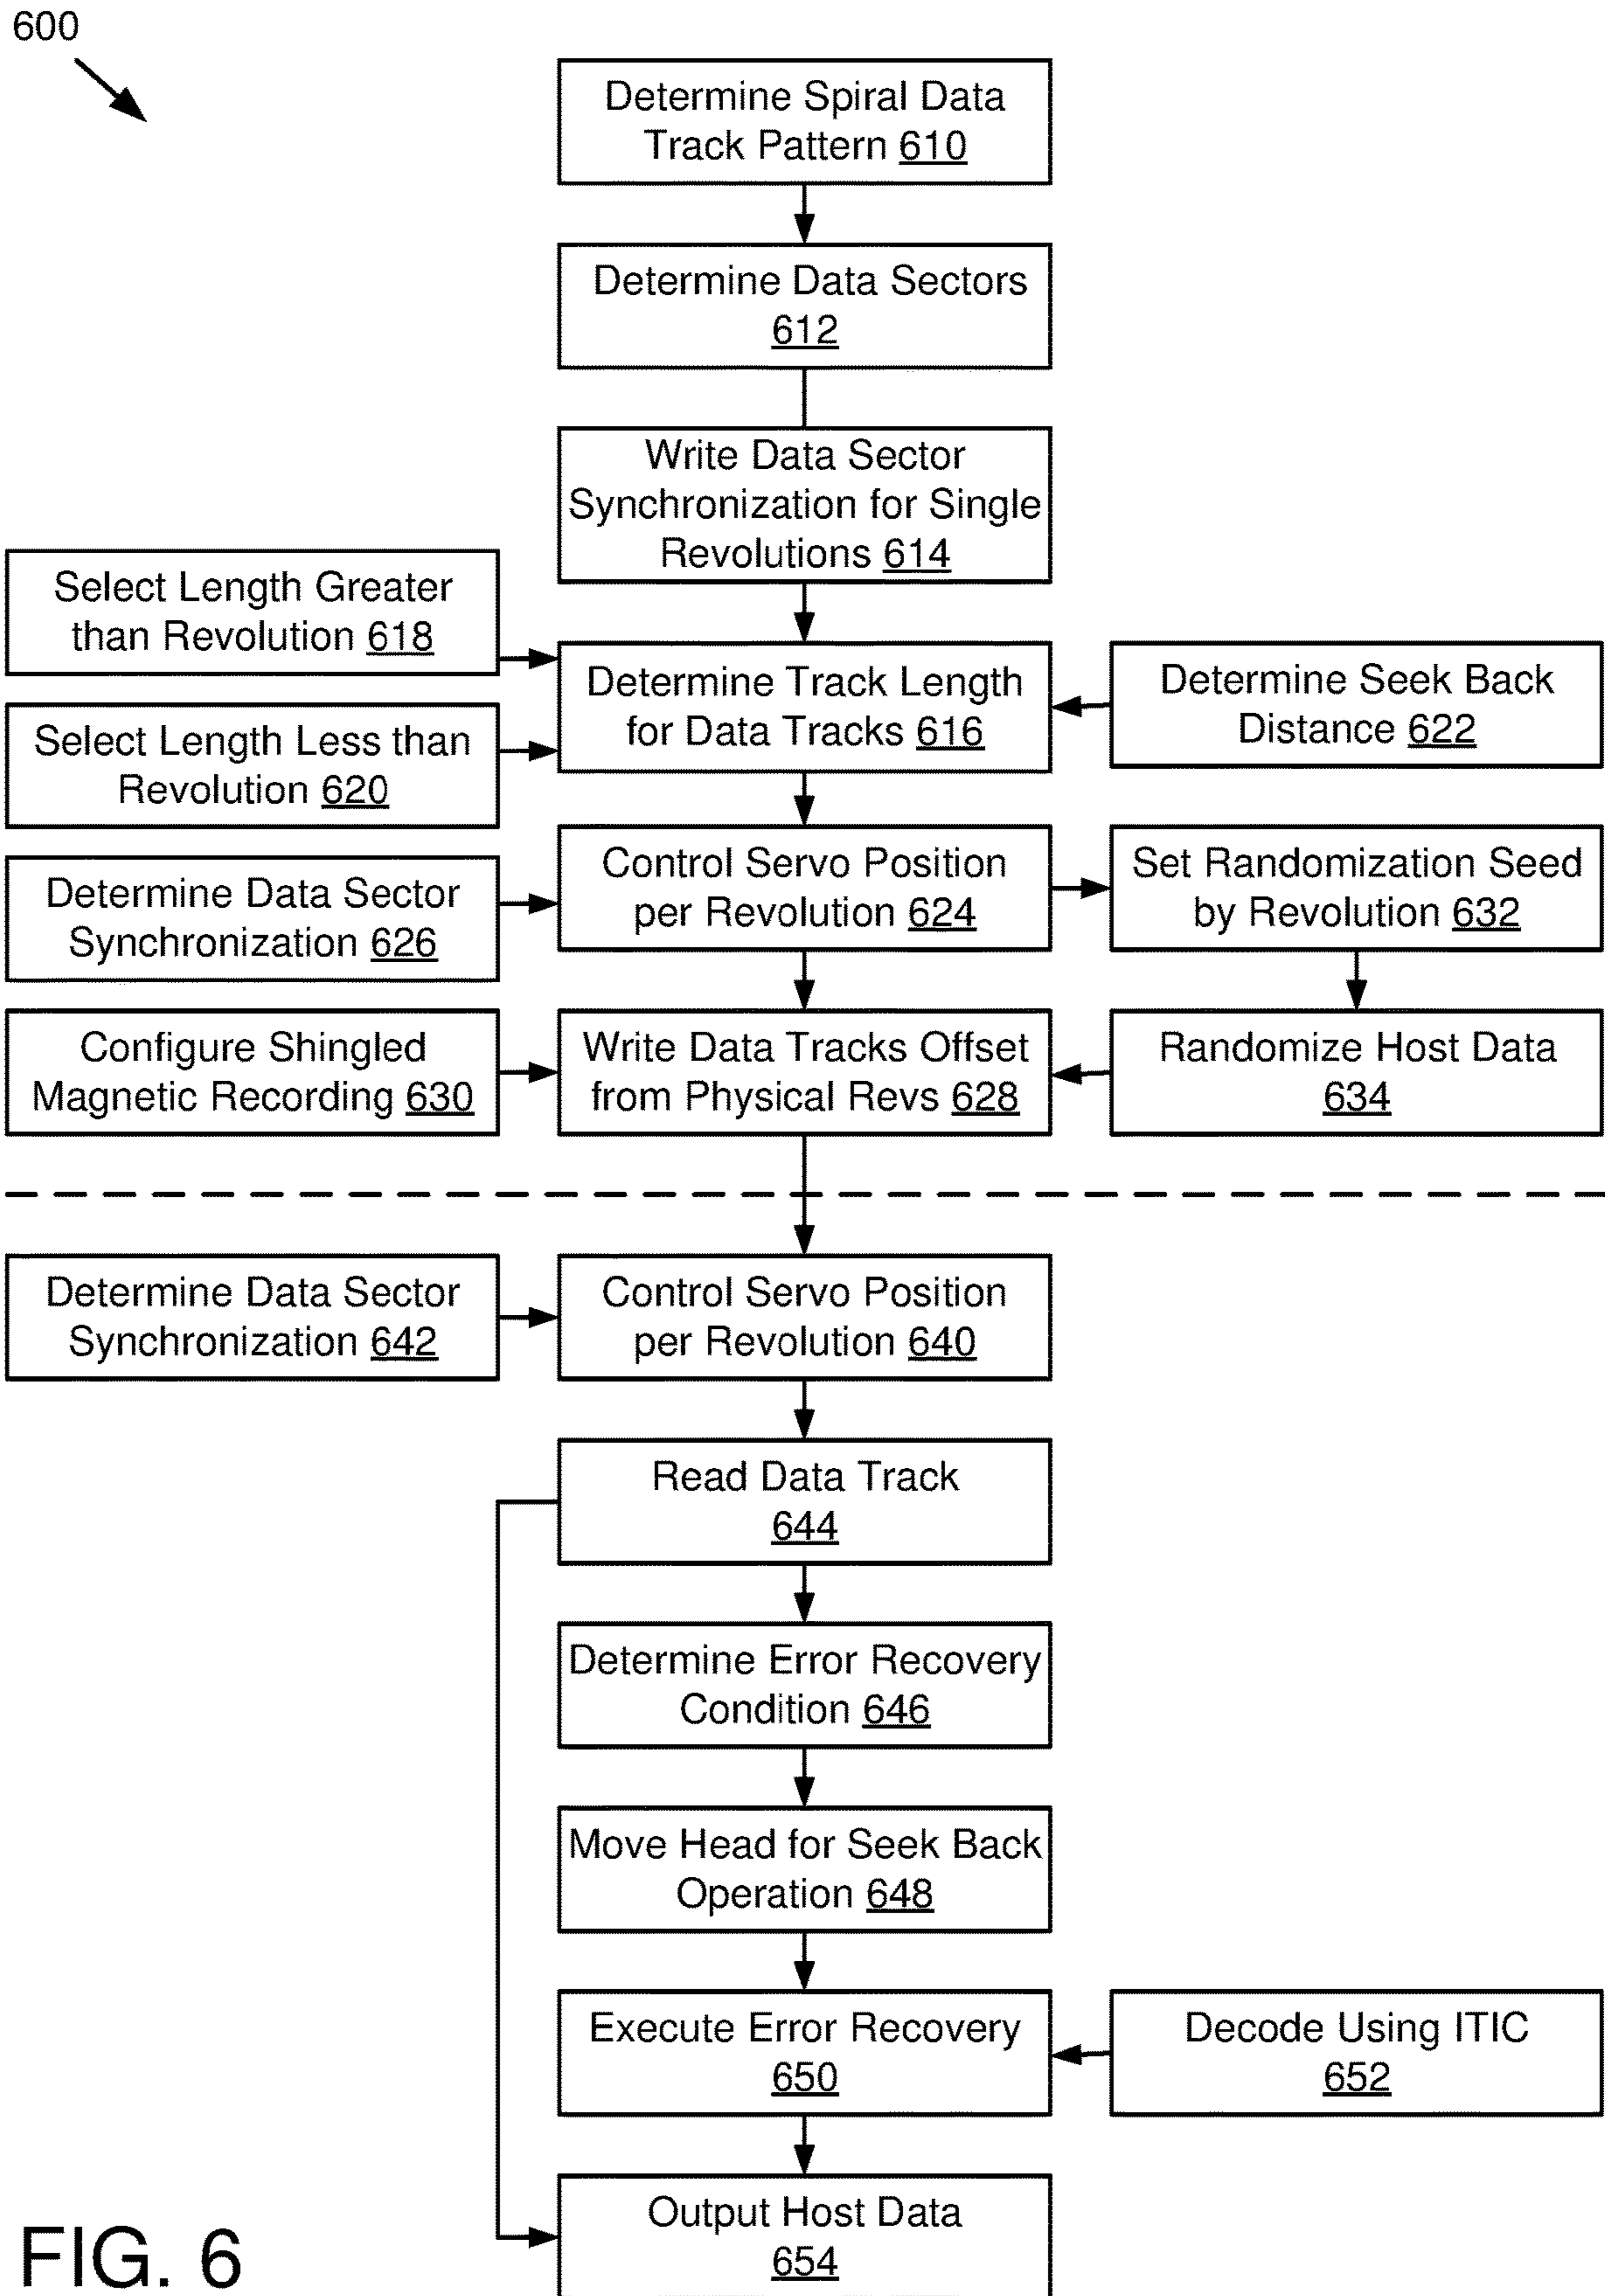 600
Determine Spiral Data
Track Pattern 610
Determine Data Sectors
612
Write Data Sector
Synchronization for Single
Revolutions 614
Select Length Greater
than Revolution 618
Determine Track Length
for Data Tracks 616
Determine Seek Back
Distance 622
Select Length Less than
Revolution 620
Control Servo Position
per Revolution 624
Set Randomization Seed
by Revolution 632
Determine Data Sector
Synchronization 626
Configure Shingled
Magnetic Recording 630
Write Data Tracks Offset
from Physical Revs 628
Randomize Host Data
634
Determine Data Sector
Synchronization 642
Control Servo Position
per Revolution 640
Read Data Track
644
Determine Error Recovery
Condition 646
Move Head for Seek Back
Operation 648
Execute Error Recovery
650
Decode Using ITIC
652
Output Host Data
654
FIG. 6